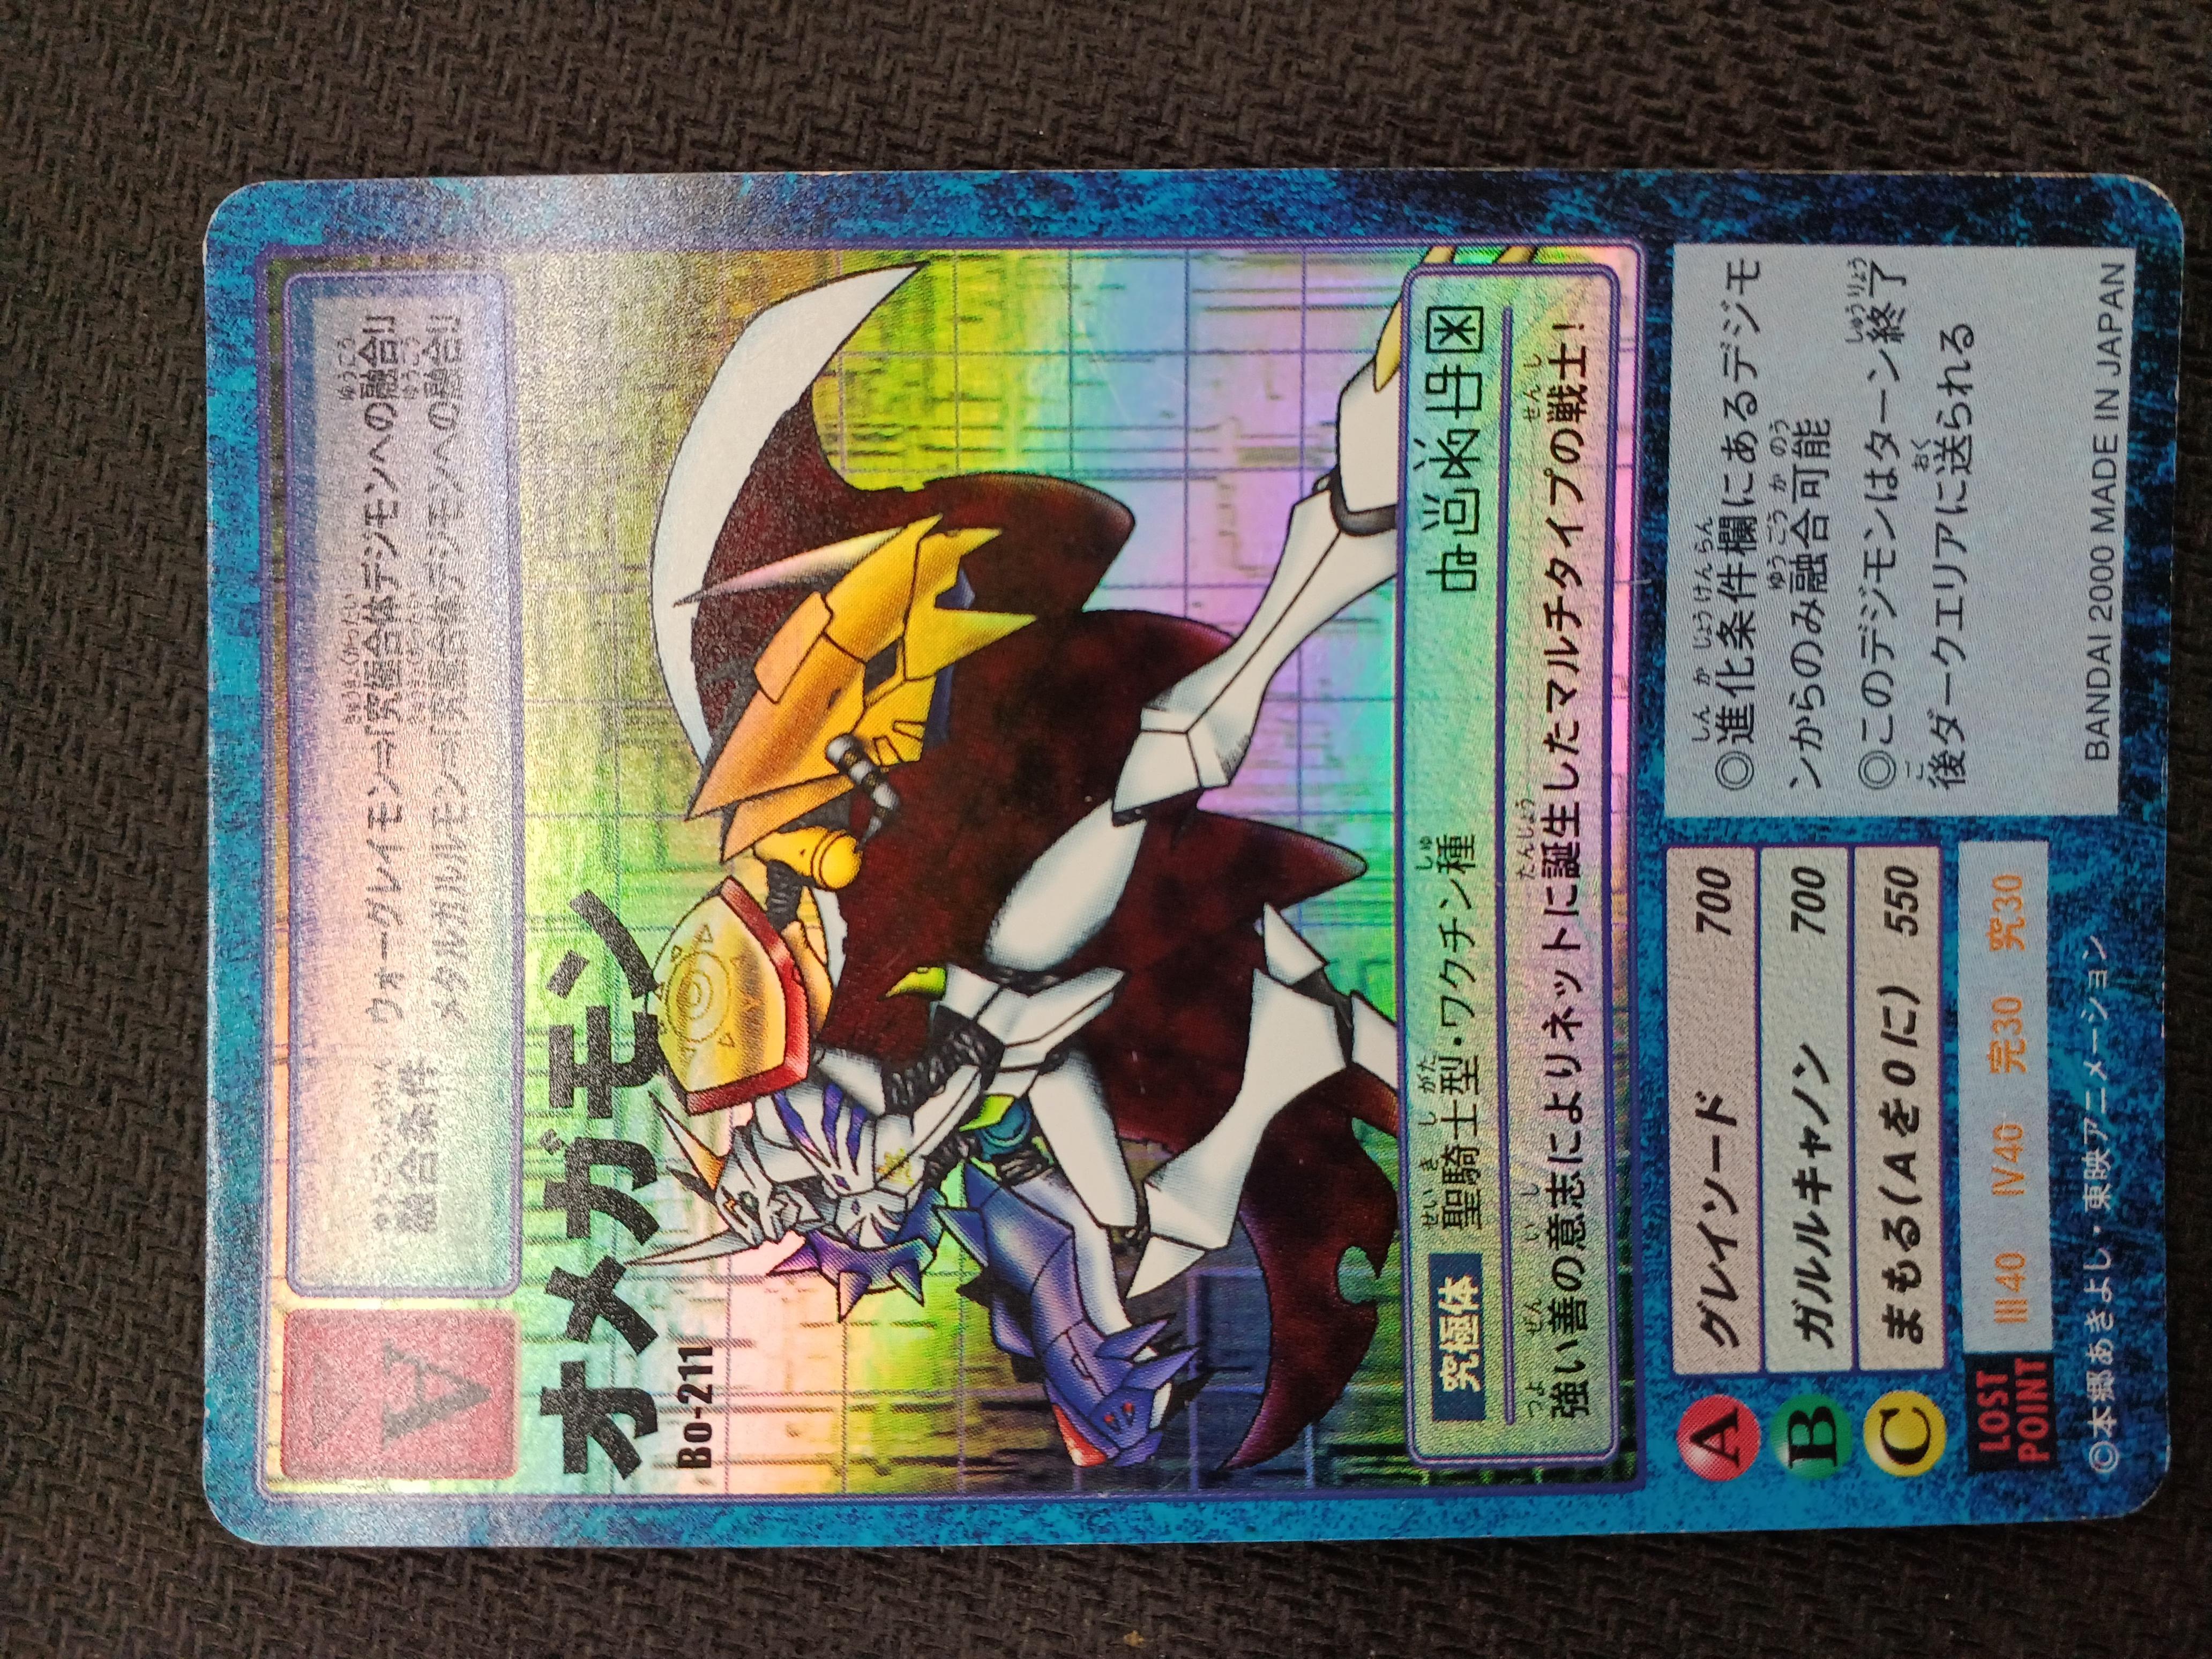 A
融合条件
ウォーグレイモン⇒「究極合体デジモンへの融合！」
メタルガルルモン⇒「究極合体デジモンへの融合！」
オメガモン
Bo-211
究極体 聖騎士型・ワクチン種
強い善の意志によりネットに誕生したマルチタイプの戦士！
A グレイソード 700
B ガルルキャノン 700
C まもる(Aを0に) 550
LOST POINT III40 IV40 完30 究30
◎進化条件欄にあるデジモ
ンからのみ融合可能
◎このデジモンはターン終了
後ダークエリアに送られる
©本郷あきよし・東映アニメーション
BANDAI 2000 MADE IN JAPAN